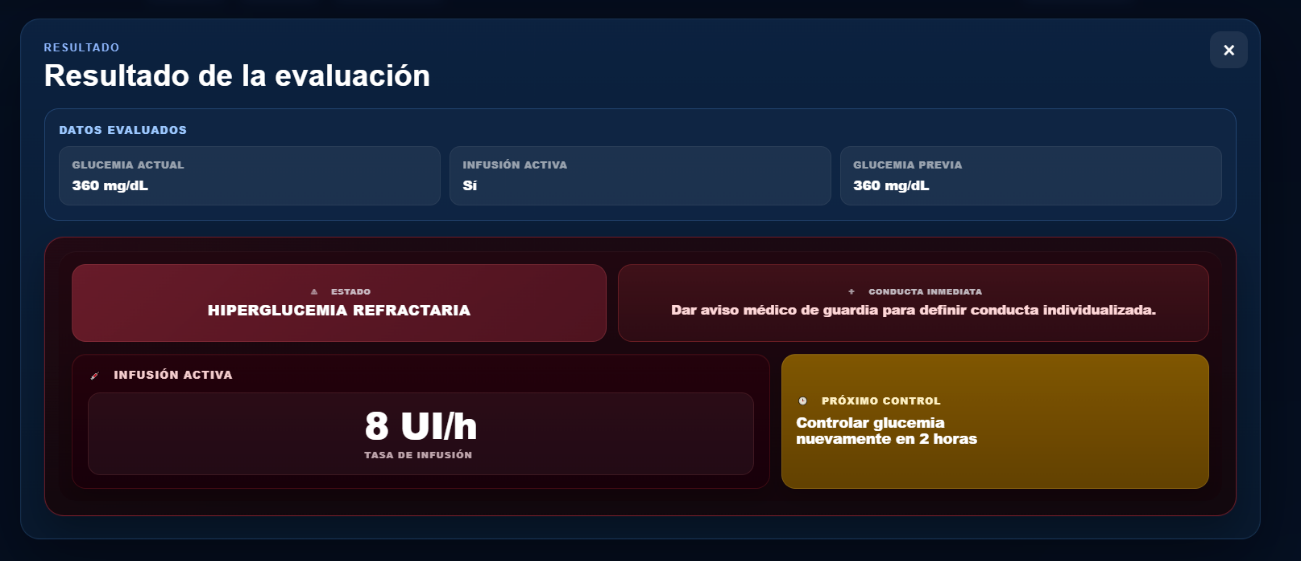 RESULTADO
Resultado de la evaluación
×
DATOS EVALUADOS
GLUCEMIA ACTUAL
360 mg/dL
INFUSIÓN ACTIVA
Sí
GLUCEMIA PREVIA
360 mg/dL
ESTADO
HIPERGLUCEMIA REFRACTARIA
CONDUCTA INMEDIATA
Dar aviso médico de guardia para definir conducta individualizada.
INFUSIÓN ACTIVA
8 UI/h
TASA DE INFUSIÓN
PRÓXIMO CONTROL
Controlar glucemia
nuevamente en 2 horas